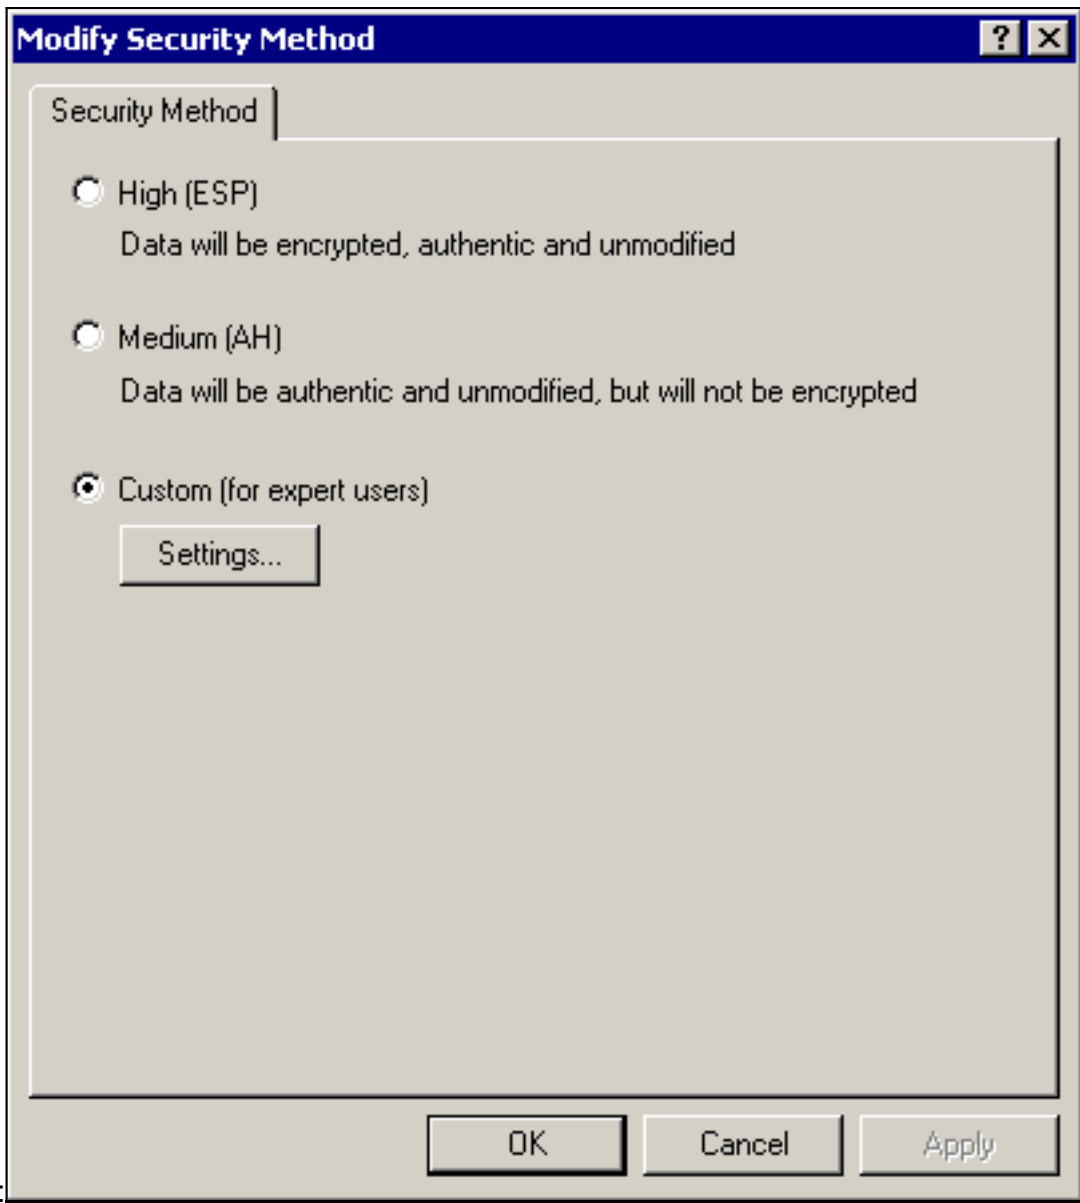 Modify Security Method
Security Method
High (ESP)
Data will be encrypted, authentic and unmodified
Medium (AH)
Data will be authentic and unmodified, but will not be encrypted
Custom (for expert users)
Settings...
OK Cancel Apply